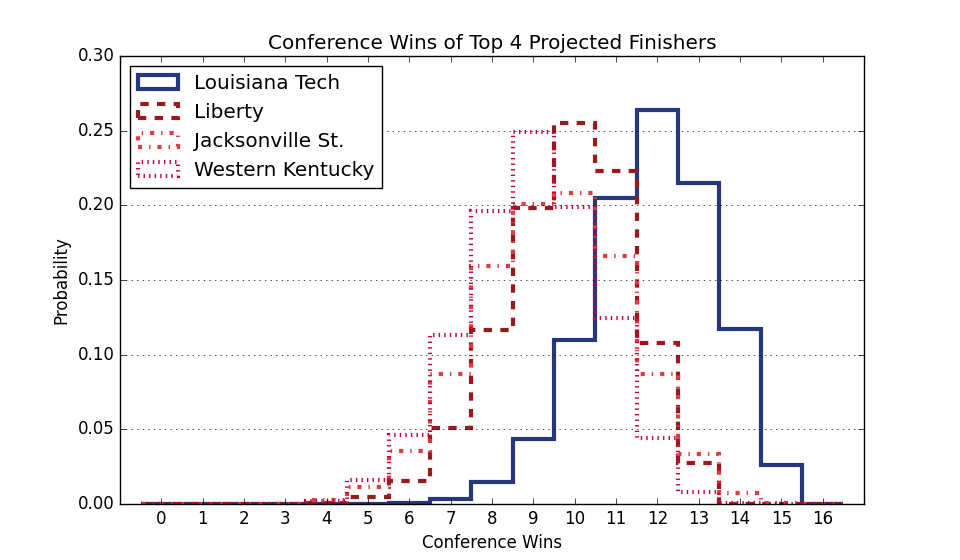 Conference Wins of Top 4 Projected Finishers
0.30
0.25
0.20
0.15
0.10
0.05
0.00
Probability
Louisiana Tech
Liberty
Jacksonville St.
Western Kentucky
0 1 2 3 4 5 6 7 8 9 10 11 12 13 14 15 16
Conference Wins